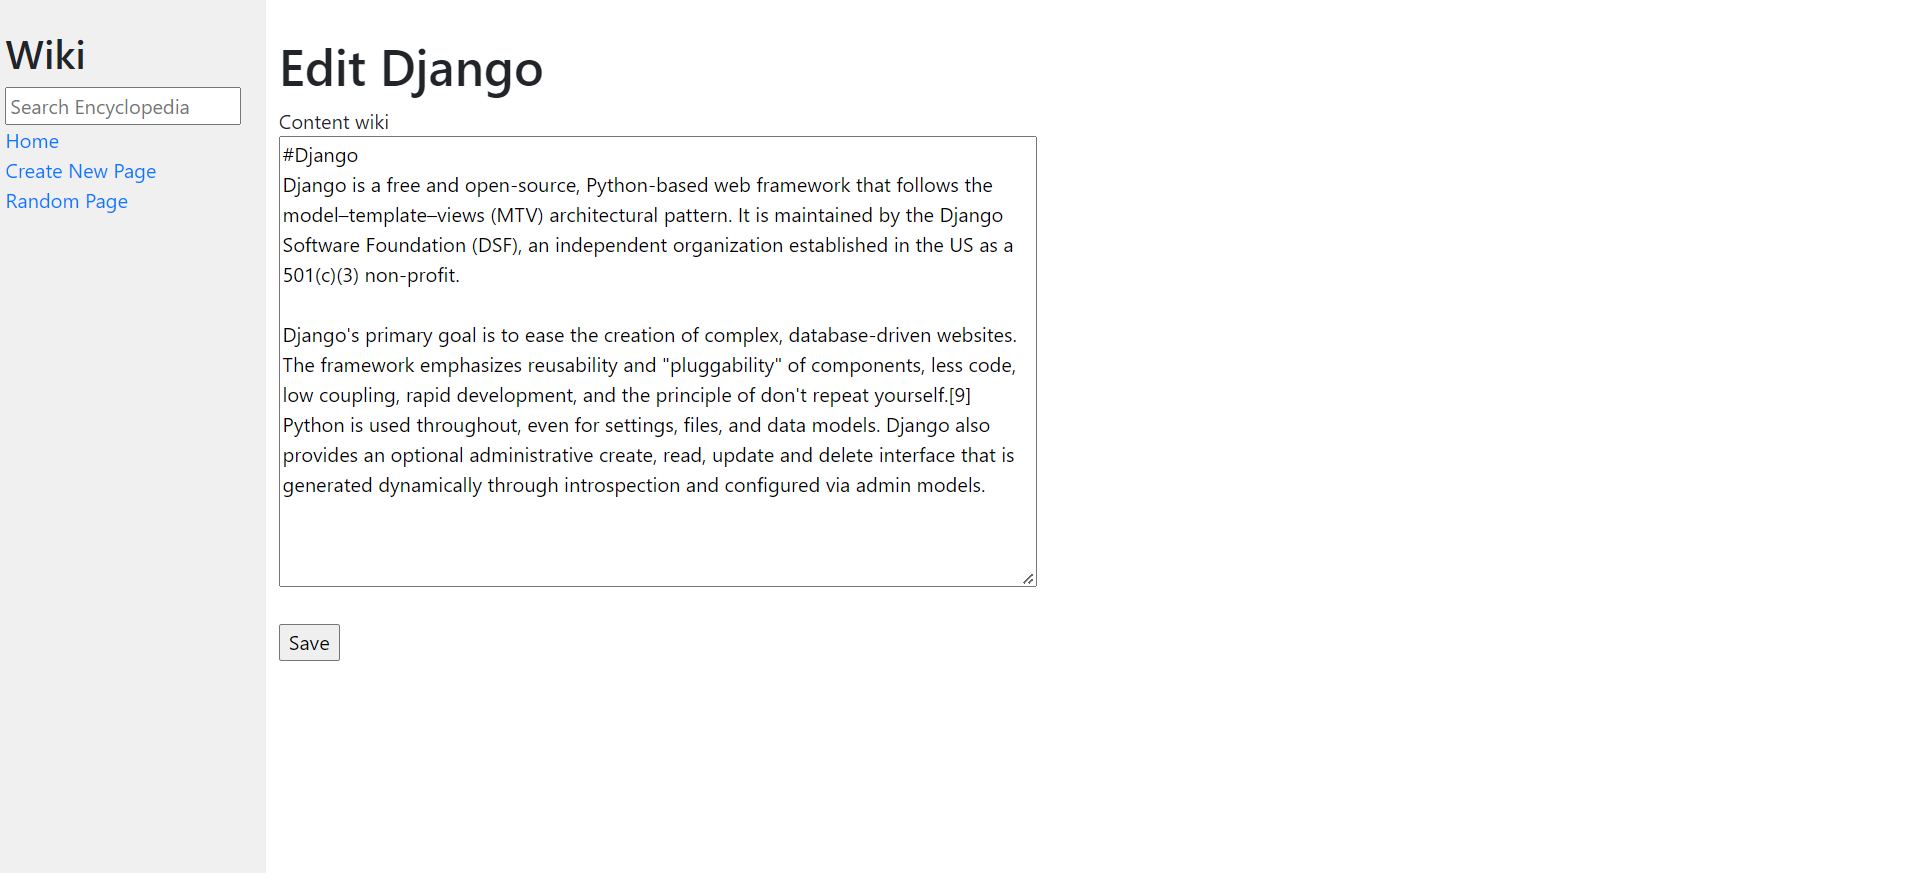 Wiki
Search Encyclopedia
Home
Create New Page
Random Page
Edit Django
Content wiki
#Django
Django is a free and open-source, Python-based web framework that follows the
model–template–views (MTV) architectural pattern. It is maintained by the Django
Software Foundation (DSF), an independent organization established in the US as a
501(c)(3) non-profit.
Django's primary goal is to ease the creation of complex, database-driven websites.
The framework emphasizes reusability and "pluggability" of components, less code,
low coupling, rapid development, and the principle of don't repeat yourself.[9]
Python is used throughout, even for settings, files, and data models. Django also
provides an optional administrative create, read, update and delete interface that is
generated dynamically through introspection and configured via admin models.
Save